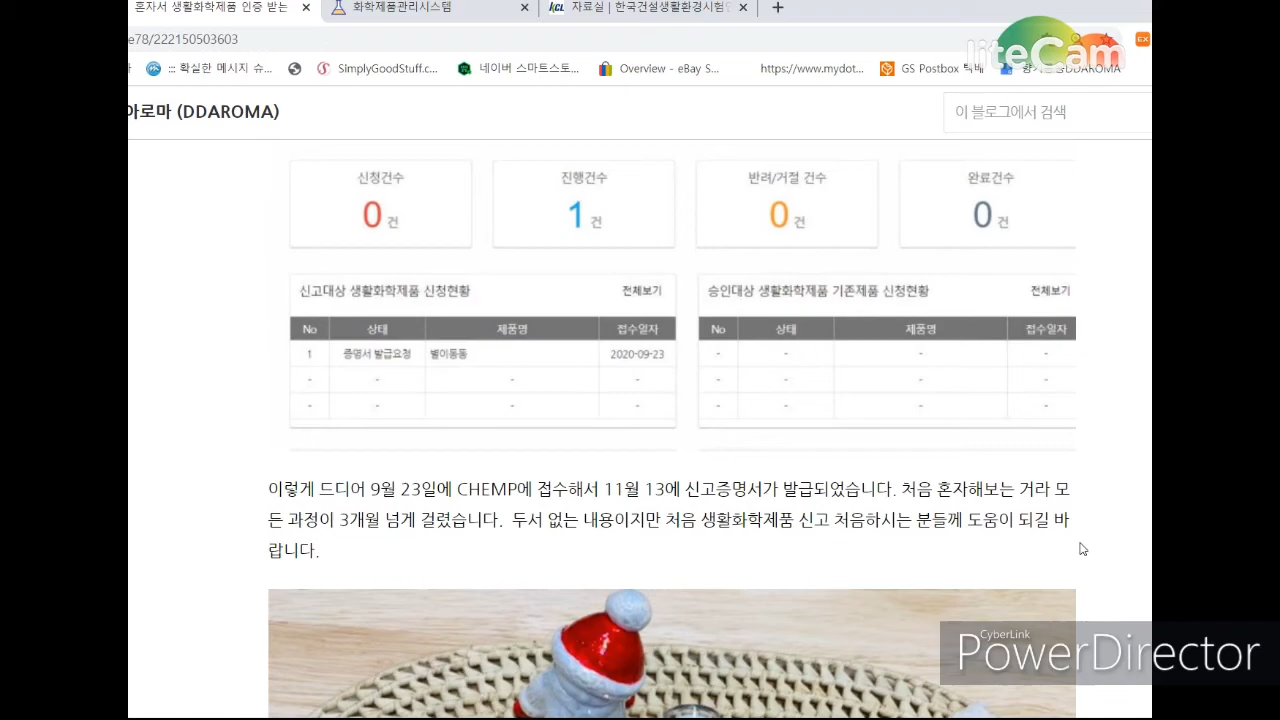 혼자서 생활화학제품 인증 받는
화학제품관리시스템
KCL 자료실 | 한국건설생활환경시험
e78/222150503603
::: 확실한 메시지 슈...
SimplyGoodStuff.c...
네이버 스마트스토...
Overview - eBay S...
https://www.mydot...
GS Postbox 택배
liteCam
EX
아로마 (DDAROMA)
이 블로그에서 검색
신청건수
0 건
진행건수
1 건
반려/거절 건수
0 건
완료건수
0 건
신고대상 생활화학제품 신청현황 전체보기
No 상태 제품명 접수일자
1 증명서 발급요청 별이동동 2020-09-23
- - - -
- - - -
승인대상 생활화학제품 기존제품 신청현황 전체보기
No 상태 제품명 접수일자
- - - -
- - - -
- - - -
이렇게 드디어 9월 23일에 CHEMP에 접수해서 11월 13에 신고증명서가 발급되었습니다. 처음 혼자해보는 거라 모
든 과정이 3개월 넘게 걸렸습니다. 두서 없는 내용이지만 처음 생활화학제품 신고 처음하시는 분들께 도움이 되길 바
랍니다.
CyberLink
PowerDirector